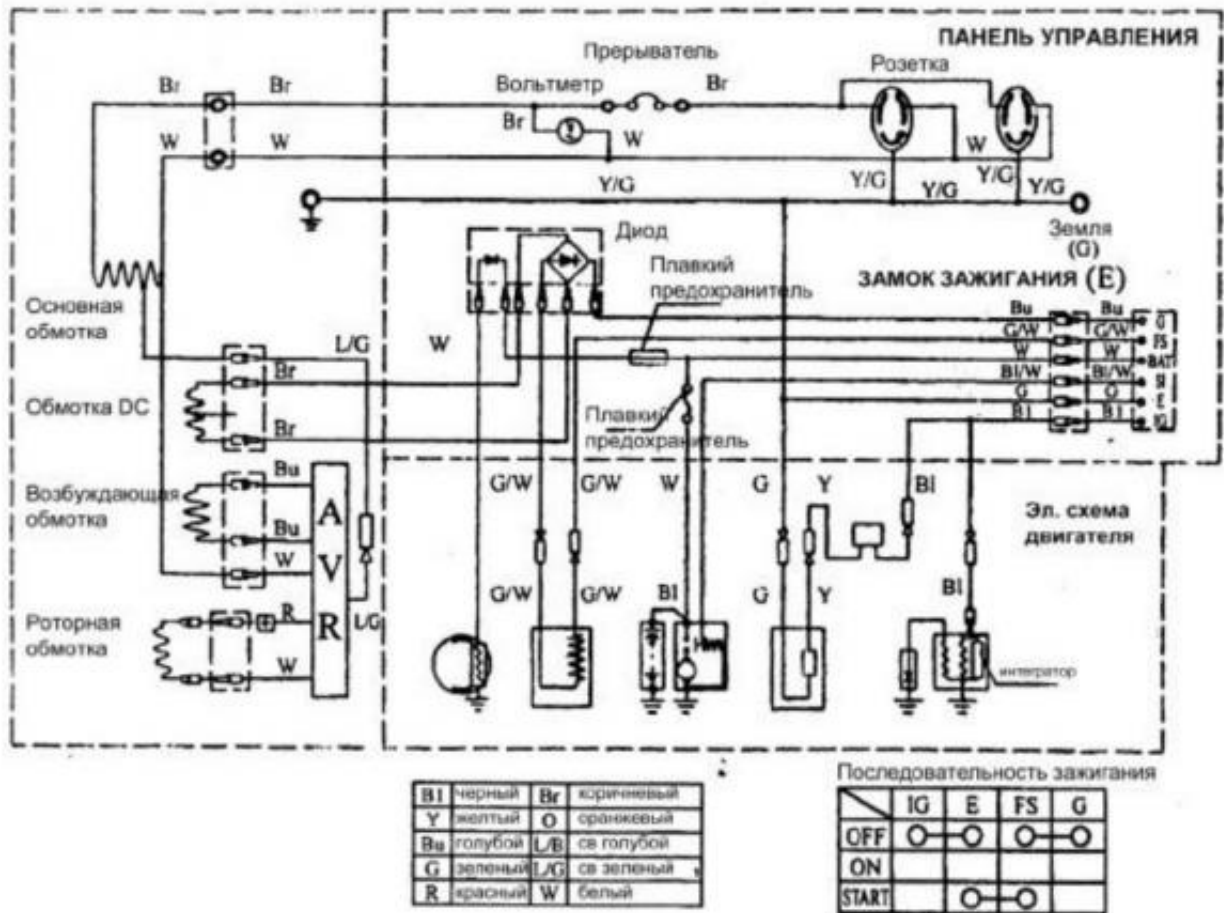 ПАНЕЛЬ УПРАВЛЕНИЯ
Прерыватель
Розетка
Вольтметр
Br
Br
Br
Br
W
W
W
W
Y/G
Y/G
Y/G
Y/G
Y/G
Земля
(G)
Диод
Плавкий
предохранитель
ЗАМОК ЗАЖИГАНИЯ (E)
Основная
обмотка
L/G
W
Bu
Bu
G
G/W
G/W
FS
W
W
BAT
Bl/W
Bl/W
G
G
E
Bl
Bl
IG
Обмотка DC
Br
Br
Плавкий
предохранитель
Возбуждающая
обмотка
Bu
Bu
W
A
V
R
G/W
G/W
W
G
Y
Bl
Эл. схема
двигателя
G/W
G/W
Bl
G
Y
Bl
Роторная
обмотка
R
W
L/G
интегратор
Bl черный Br коричневый
Y желтый O оранжевый
Bu голубой L/B св голубой
G зеленый L/G св зеленый
R красный W белый
Последовательность зажигания
IG E FS G
OFF
ON
START